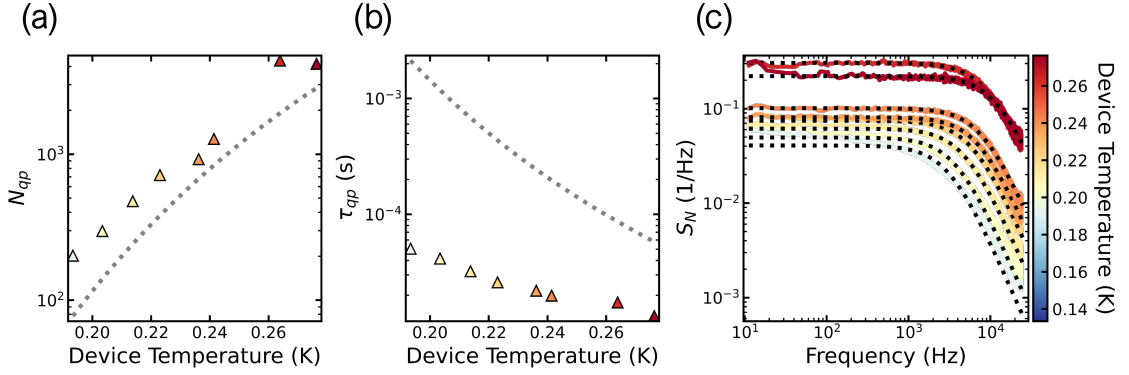 (a)
(b)
(c)
N_qp
10^3
10^2
0.20 0.22 0.24 0.26
Device Temperature (K)
τ_qp (s)
10^−3
10^−4
0.20 0.22 0.24 0.26
Device Temperature (K)
S_N (1/Hz)
10^−1
10^−2
10^−3
10^1 10^2 10^3 10^4
Frequency (Hz)
0.26
0.24
0.22
0.20
0.18
0.16
0.14
Device Temperature (K)